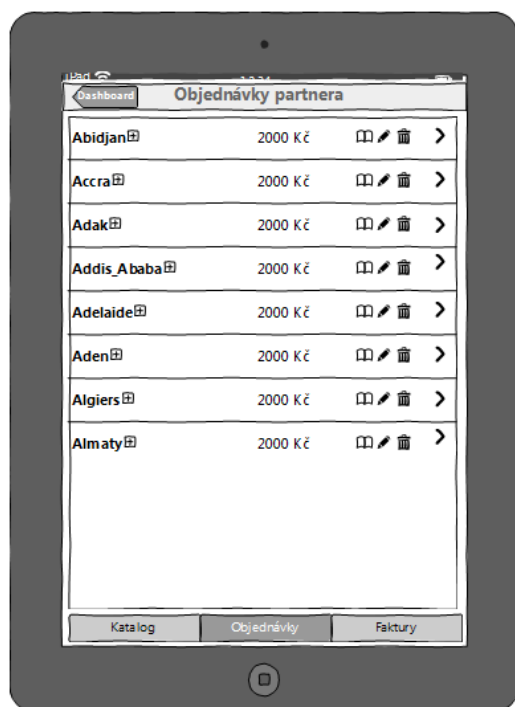 iPad
Dashboard Objednávky partnera
Abidjan 2000 Kč
Accra 2000 Kč
Adak 2000 Kč
Addis_Ababa 2000 Kč
Adelaide 2000 Kč
Aden 2000 Kč
Algiers 2000 Kč
Almaty 2000 Kč
Katalog Objednávky Faktury